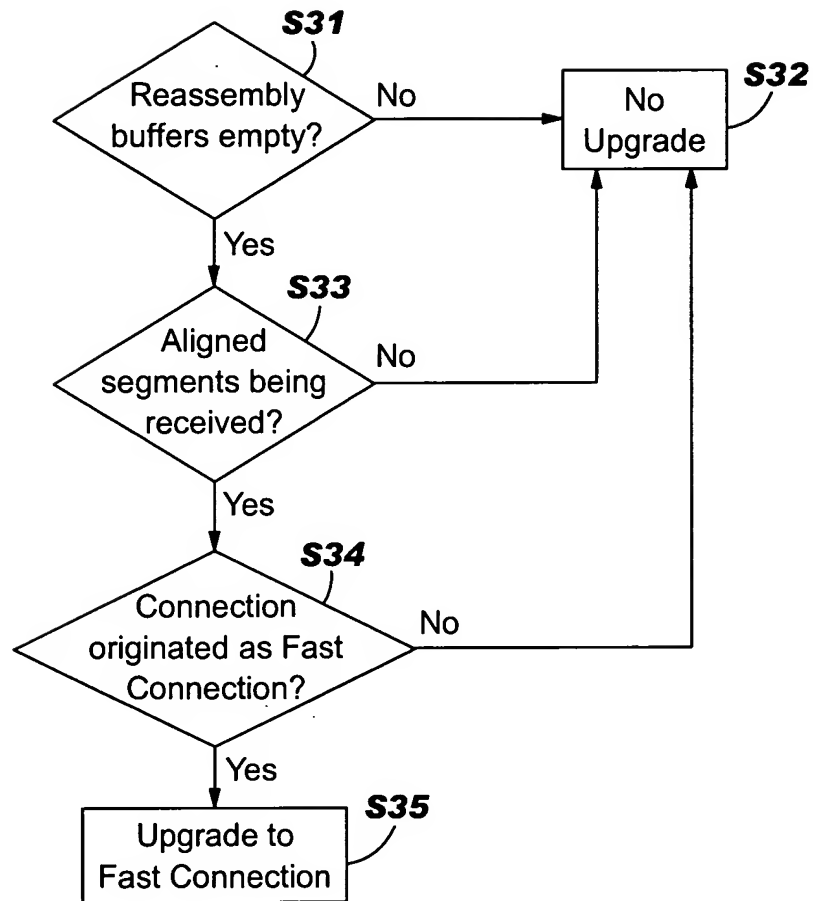 S31
Reassembly
buffers empty?
No
S32
No
Upgrade
Yes
S33
Aligned
segments being
received?
No
Yes
S34
Connection
originated as Fast
Connection?
No
Yes
S35
Upgrade to
Fast Connection